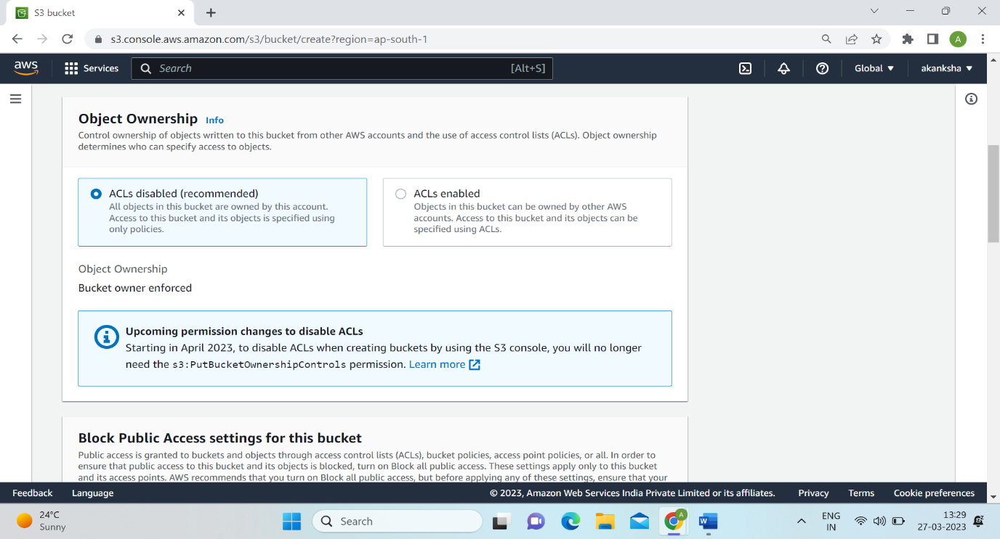 S3 bucket
s3.console.aws.amazon.com/s3/bucket/create?region=ap-south-1
A
aws
Services
Search
[Alt+S]
Global
akanksha
Object Ownership Info
Control ownership of objects written to this bucket from other AWS accounts and the use of access control lists (ACLs). Object ownership
determines who can specify access to objects.
ACLs disabled (recommended)
All objects in this bucket are owned by this account.
Access to this bucket and its objects is specified using
only policies.
ACLs enabled
Objects in this bucket can be owned by other AWS
accounts. Access to this bucket and its objects can be
specified using ACLs.
Object Ownership
Bucket owner enforced
Upcoming permission changes to disable ACLs
Starting in April 2023, to disable ACLs when creating buckets by using the S3 console, you will no longer
need the s3:PutBucketOwnershipControls permission. Learn more
Block Public Access settings for this bucket
Public access is granted to buckets and objects through access control lists (ACLs), bucket policies, access point policies, or all. In order to
ensure that public access to this bucket and its objects is blocked, turn on Block all public access. These settings apply only to this bucket
and its access points. AWS recommends that you turn on Block all public access, but before applying any of these settings, ensure that your
Feedback
Language
© 2023, Amazon Web Services India Private Limited or its affiliates.
Privacy
Terms
Cookie preferences
24°C
Sunny
Search
A
W
ENG
IN
13:29
27-03-2023